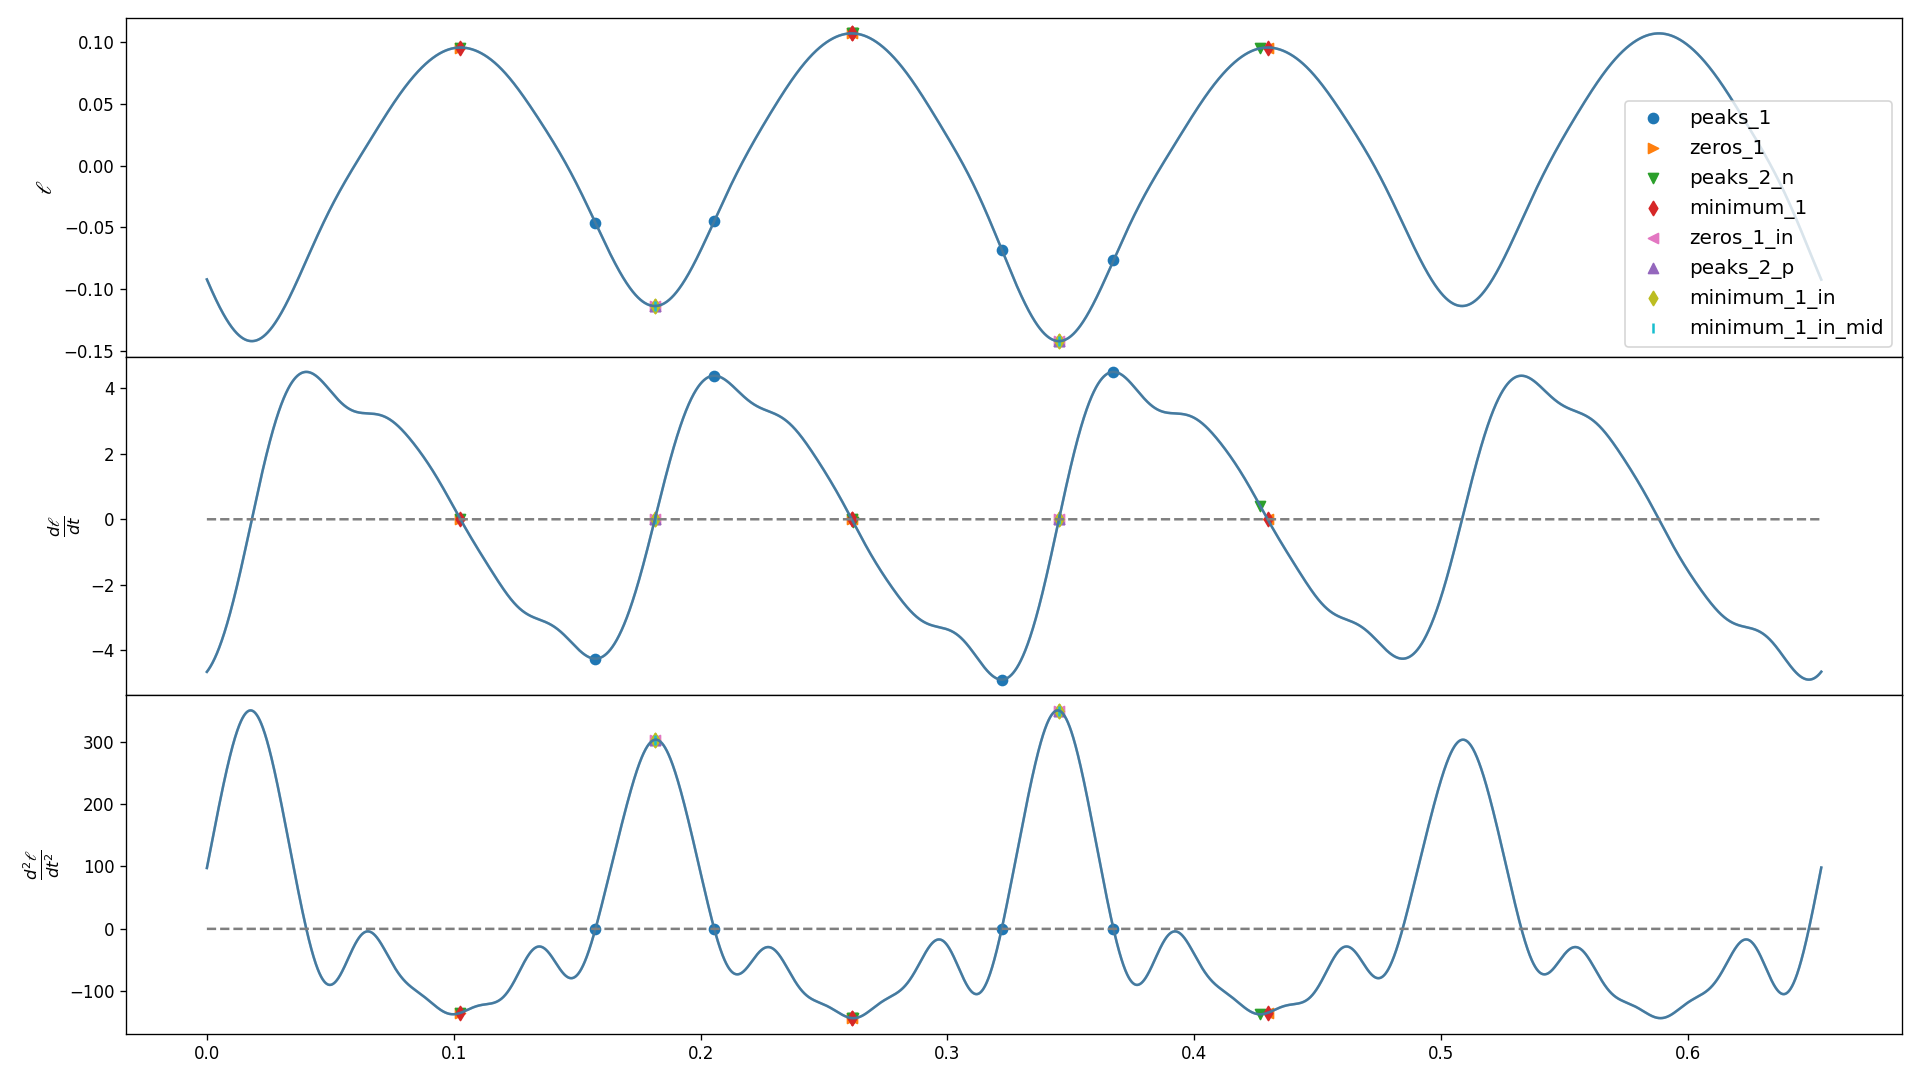 0.10
0.05
0.00
−0.05
−0.10
−0.15
ℓ
peaks_1
zeros_1
peaks_2_n
minimum_1
zeros_1_in
peaks_2_p
minimum_1_in
minimum_1_in_mid
4
2
0
−2
−4
dℓ
dt
300
200
100
0
−100
d²ℓ
dt²
0.0 0.1 0.2 0.3 0.4 0.5 0.6